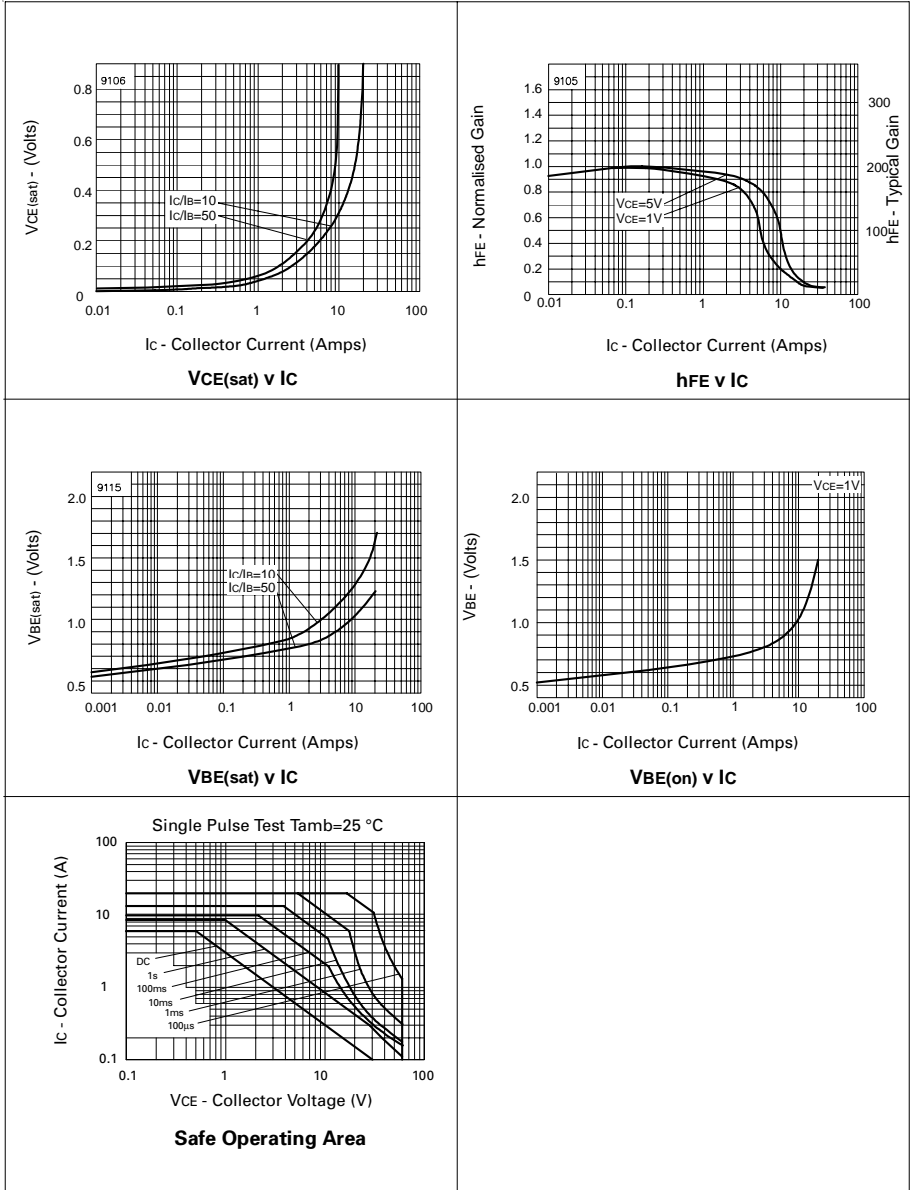 9106
0.8
0.6
0.4
0.2
0
VCE(sat) - (Volts)
IC/IB=10
IC/IB=50
0.01
0.1
1
10
100
IC - Collector Current (Amps)
VCE(sat) v IC
9105
1.6
1.4
1.2
1.0
0.8
0.6
0.4
0.2
0
hFE - Normalised Gain
300
200
100
hFE - Typical Gain
VCE=5V
VCE=1V
0.01
0.1
1
10
100
IC - Collector Current (Amps)
hFE v IC
9115
2.0
1.5
1.0
0.5
VBE(sat) - (Volts)
IC/IB=10
IC/IB=50
0.001
0.01
0.1
1
10
100
IC - Collector Current (Amps)
VBE(sat) v IC
VCE=1V
2.0
1.5
1.0
0.5
VBE - (Volts)
0.001
0.01
0.1
1
10
100
IC - Collector Current (Amps)
VBE(on) v IC
Single Pulse Test Tamb=25 °C
100
10
1
0.1
IC - Collector Current (A)
DC
1s
100ms
10ms
1ms
100µs
0.1
1
10
100
VCE - Collector Voltage (V)
Safe Operating Area